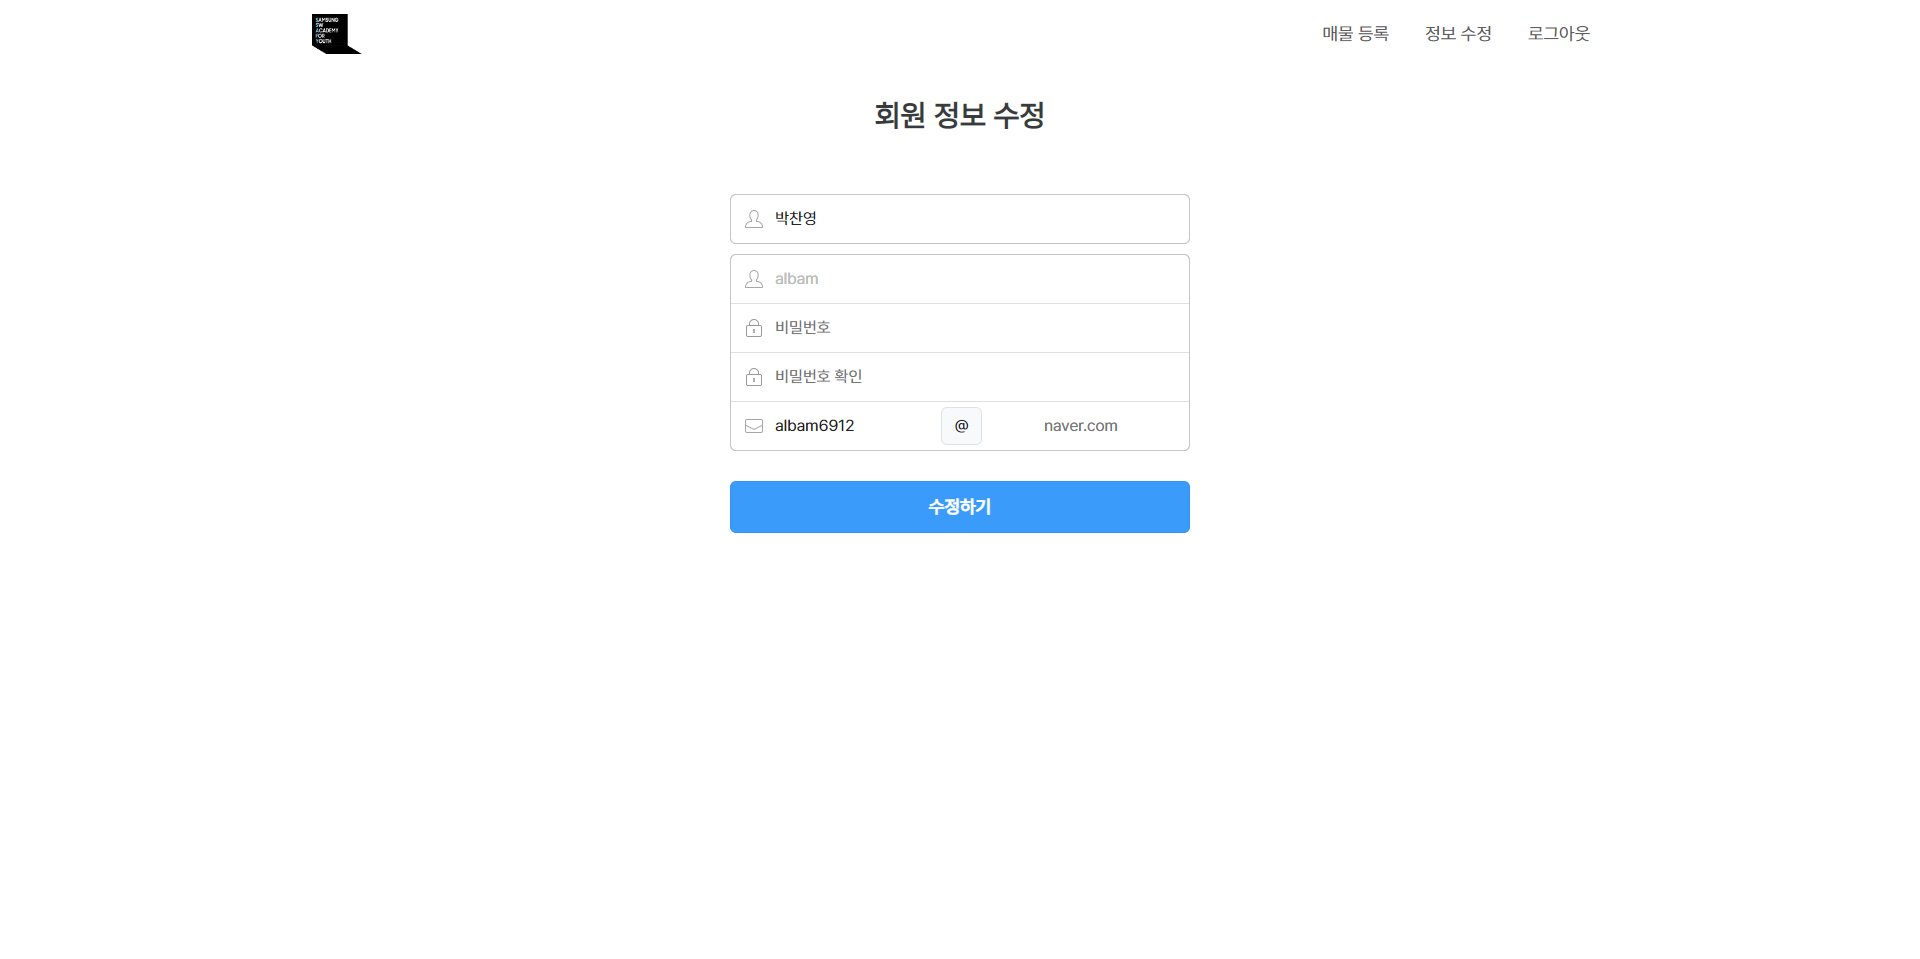 SAMSUNG
SW
ACADEMY
FOR
YOUTH
매물 등록 정보 수정 로그아웃
회원 정보 수정
박찬영
albam
비밀번호
비밀번호 확인
albam6912 @ naver.com
수정하기